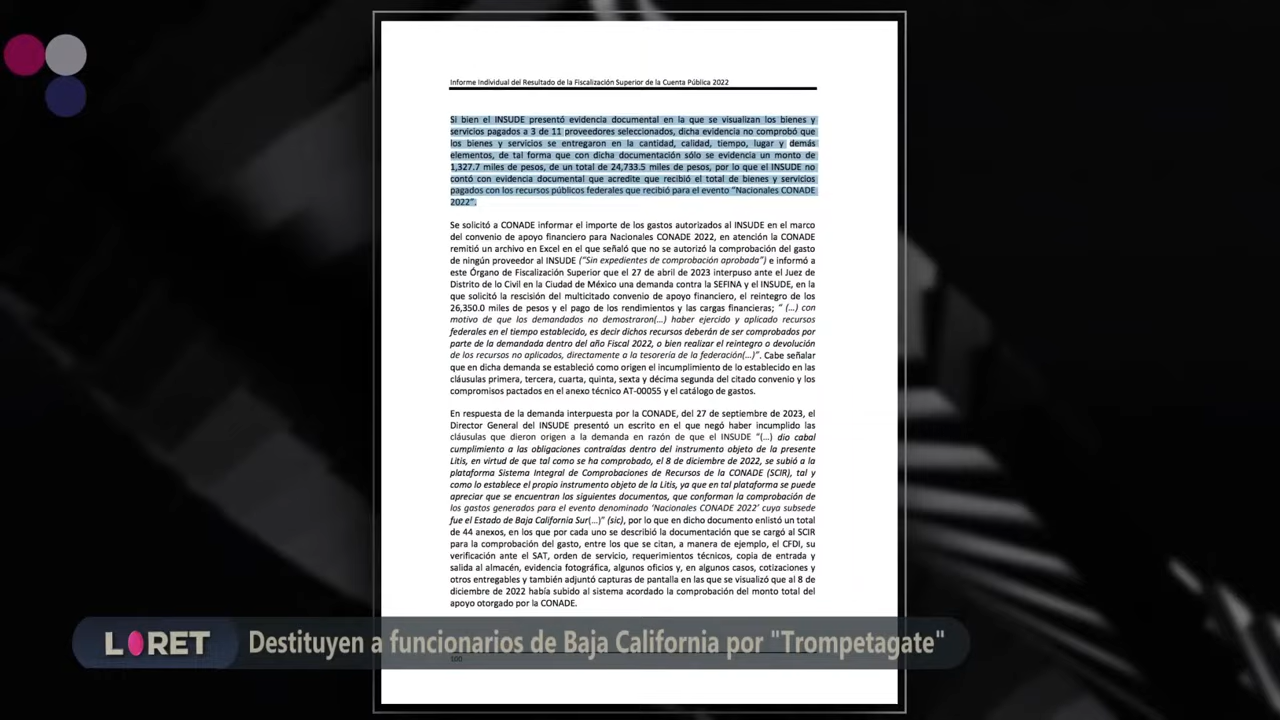 Informe Individual del Resultado de la Fiscalización Superior de la Cuenta Pública 2022
Si bien el INSUDE presentó evidencia documental en la que se visualizan los bienes y
servicios pagados a 3 de 11 proveedores seleccionados, dicha evidencia no comprobó que
los bienes y servicios se entregaron en la cantidad, calidad, tiempo, lugar y demás
elementos, de tal forma que con dicha documentación sólo se evidencia un monto de
1,327.7 miles de pesos, de un total de 24,733.5 miles de pesos, por lo que el INSUDE no
contó con evidencia documental que acredite que recibió el total de bienes y servicios
pagados con los recursos públicos federales que recibió para el evento "Nacionales CONADE
2022".
Se solicitó a CONADE informar el importe de los gastos autorizados al INSUDE en el marco
del convenio de apoyo financiero para Nacionales CONADE 2022, en atención la CONADE
remitió un archivo en Excel en el que señaló que no se autorizó la comprobación del gasto
de ningún proveedor al INSUDE ("Sin expedientes de comprobación aprobada") e informó a
este Órgano de Fiscalización Superior que el 27 de abril de 2023 interpuso ante el Juez de
Distrito de lo Civil en la Ciudad de México una demanda contra la SEFINA y el INSUDE, en la
que solicitó la rescisión del multicitado convenio de apoyo financiero, el reintegro de los
26,350.0 miles de pesos y el pago de los rendimientos y las cargas financieras; " (...) con
motivo de que los demandados no demostraron(...) haber ejercido y aplicado recursos
federales en el tiempo establecido, es decir dichos recursos deberán de ser comprobados por
parte de la demandada dentro del año Fiscal 2022, o bien realizar el reintegro o devolución
de los recursos no aplicados, directamente a la tesorería de la federación(...)". Cabe señalar
que en dicha demanda se estableció como origen el incumplimiento de lo establecido en las
cláusulas primera, tercera, cuarta, quinta, sexta y décima segunda del citado convenio y los
compromisos pactados en el anexo técnico AT-00055 y el catálogo de gastos.
En respuesta de la demanda interpuesta por la CONADE, del 27 de septiembre de 2023, el
Director General del INSUDE presentó un escrito en el que negó haber incumplido las
cláusulas que dieron origen a la demanda en razón de que el INSUDE "(...) dio cabal
cumplimiento a las obligaciones contraídas dentro del instrumento objeto de la presente
Litis, en virtud de que tal como se ha comprobado, el 8 de diciembre de 2022, se subió a la
plataforma Sistema Integral de Comprobaciones de Recursos de la CONADE (SCIR), tal y
como lo establece el propio instrumento objeto de la Litis, ya que en tal plataforma se puede
apreciar que se encuentran los siguientes documentos, que conforman la comprobación de
los gastos generados para el evento denominado 'Nacionales CONADE 2022' cuya subsede
fue el Estado de Baja California Sur(...)" (sic), por lo que en dicho documento enlistó un total
de 44 anexos, en los que por cada uno se describió la documentación que se cargó al SCIR
para la comprobación del gasto, entre los que se citan, a manera de ejemplo, el CFDI, su
verificación ante el SAT, orden de servicio, requerimientos técnicos, copia de entrada y
salida al almacén, evidencia fotográfica, algunos oficios y, en algunos casos, cotizaciones y
otros entregables y también adjuntó capturas de pantalla en las que se visualizó que al 8 de
diciembre de 2022 había subido al sistema acordado la comprobación del monto total del
apoyo otorgado por la CONADE.
LORET
Destituyen a funcionarios de Baja California por "Trompetagate"
100